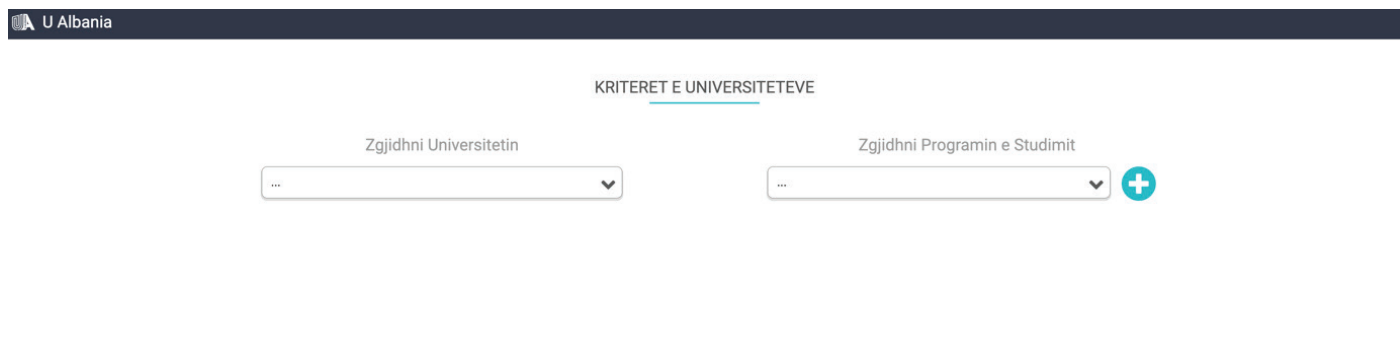 U Albania
KRITERET E UNIVERSITETEVE
Zgjidhni Universitetin
Zgjidhni Programin e Studimit
...
...